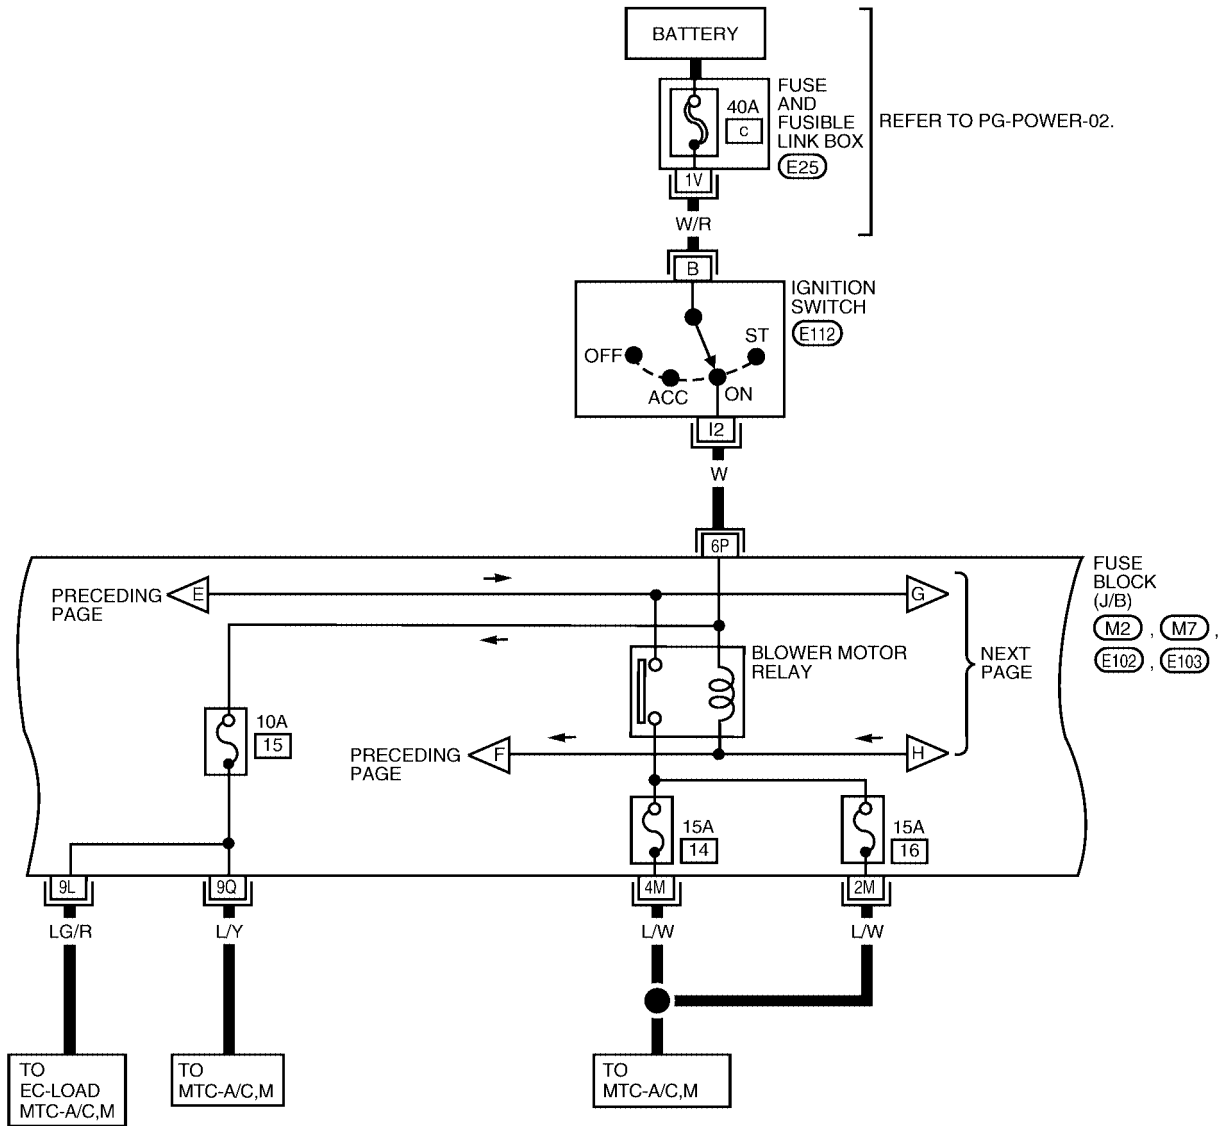 BATTERY
40A
c
FUSE
AND
FUSIBLE
LINK BOX
E25
REFER TO PG-POWER-02.
1V
W/R
B
IGNITION
SWITCH
E112
OFF
ACC
ON
ST
I2
W
6P
FUSE
BLOCK
(J/B)
M2 , M7 ,
E102 , E103
PRECEDING
PAGE
E
G
BLOWER MOTOR
RELAY
NEXT
PAGE
10A
15
PRECEDING
PAGE
F
H
15A
14
15A
16
9L
9Q
4M
2M
LG/R
L/Y
L/W
L/W
TO
EC-LOAD
MTC-A/C,M
TO
MTC-A/C,M
TO
MTC-A/C,M